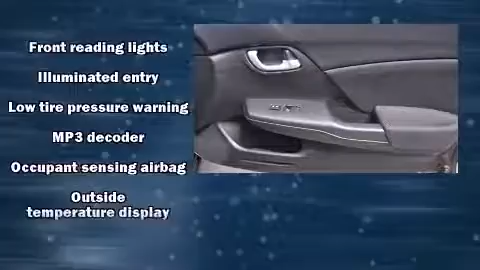 Front reading lights
Illuminated entry
Low tire pressure warning
MP3 decoder
Occupant sensing airbag
Outside
temperature display